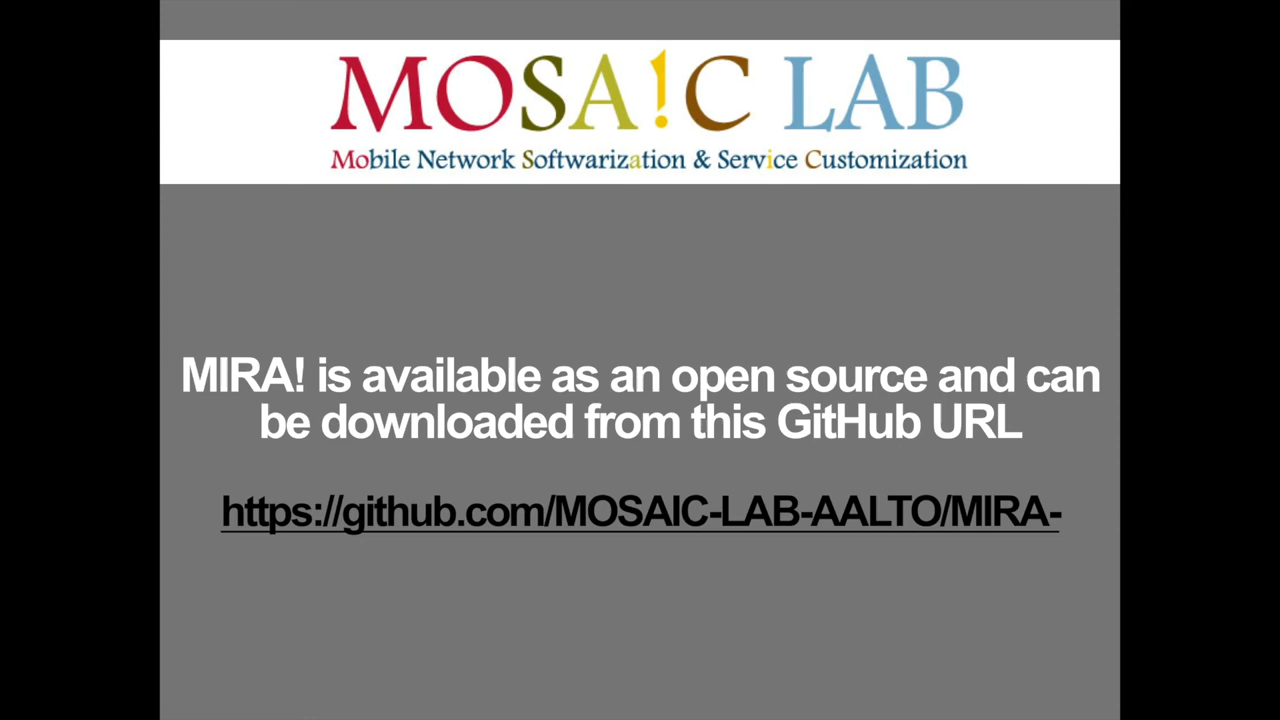 MOSA!C LAB
Mobile Network Softwarization & Service Customization
MIRA! is available as an open source and can
be downloaded from this GitHub URL
https://github.com/MOSAIC-LAB-AALTO/MIRA-